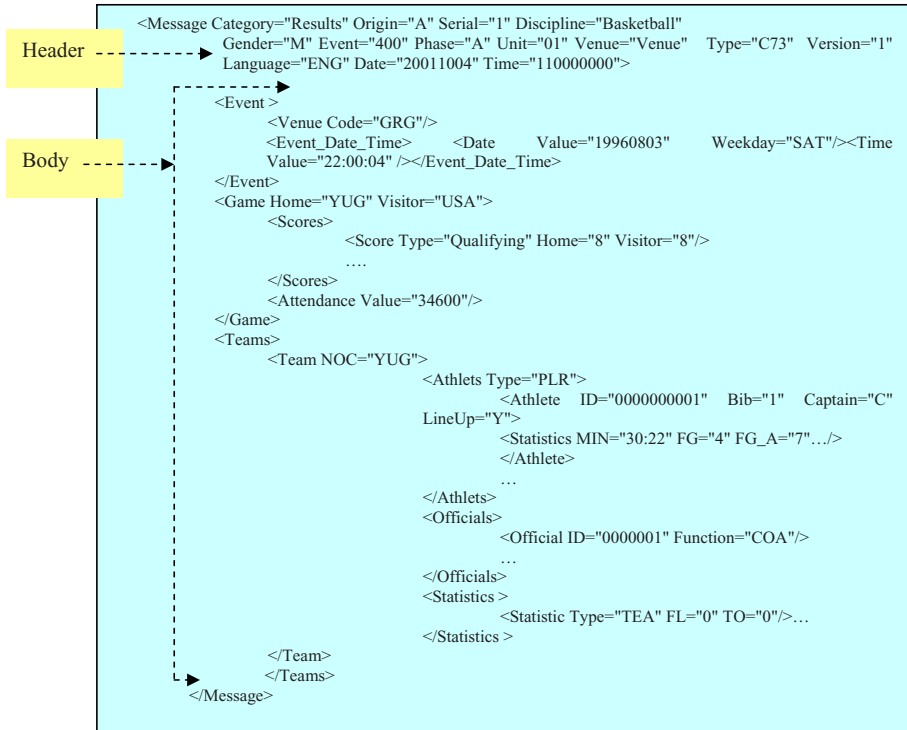 <Message Category="Results" Origin="A" Serial="1" Discipline="Basketball"
Header
Gender="M" Event="400" Phase="A" Unit="01" Venue="Venue" Type="C73" Version="1"
Language="ENG" Date="20011004" Time="110000000">
<Event >
<Venue Code="GRG"/>
<Event_Date_Time> <Date Value="19960803" Weekday="SAT"/><Time
Body
Value="22:00:04" /></Event_Date_Time>
</Event>
<Game Home="YUG" Visitor="USA">
<Scores>
<Score Type="Qualifying" Home="8" Visitor="8"/>
….
</Scores>
<Attendance Value="34600"/>
</Game>
<Teams>
<Team NOC="YUG">
<Athlets Type="PLR">
<Athlete ID="0000000001" Bib="1" Captain="C"
LineUp="Y">
<Statistics MIN="30:22" FG="4" FG_A="7"…/>
</Athlete>
…
</Athlets>
<Officials>
<Official ID="0000001" Function="COA"/>
…
</Officials>
<Statistics >
<Statistic Type="TEA" FL="0" TO="0"/>…
</Statistics >
</Team>
</Teams>
</Message>